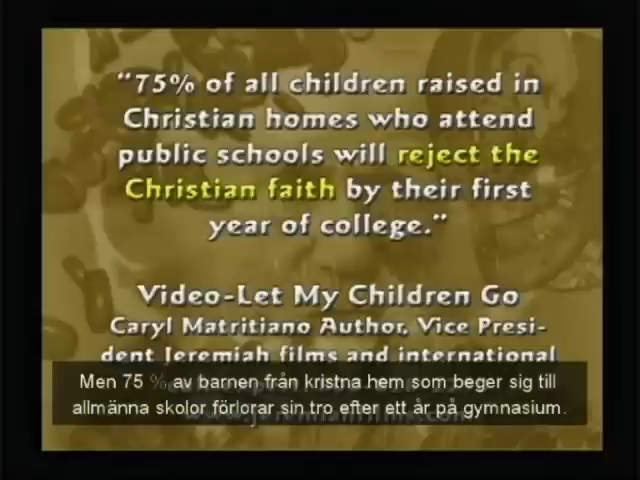 "75% of all children raised in
Christian homes who attend
public schools will reject the
Christian faith by their first
year of college."
Video-Let My Children Go
Caryl Matritiano Author, Vice Presi-
dent Jeremiah films and international
Men 75 % av barnen från kristna hem som beger sig till
allmänna skolor förlorar sin tro efter ett år på gymnasium.